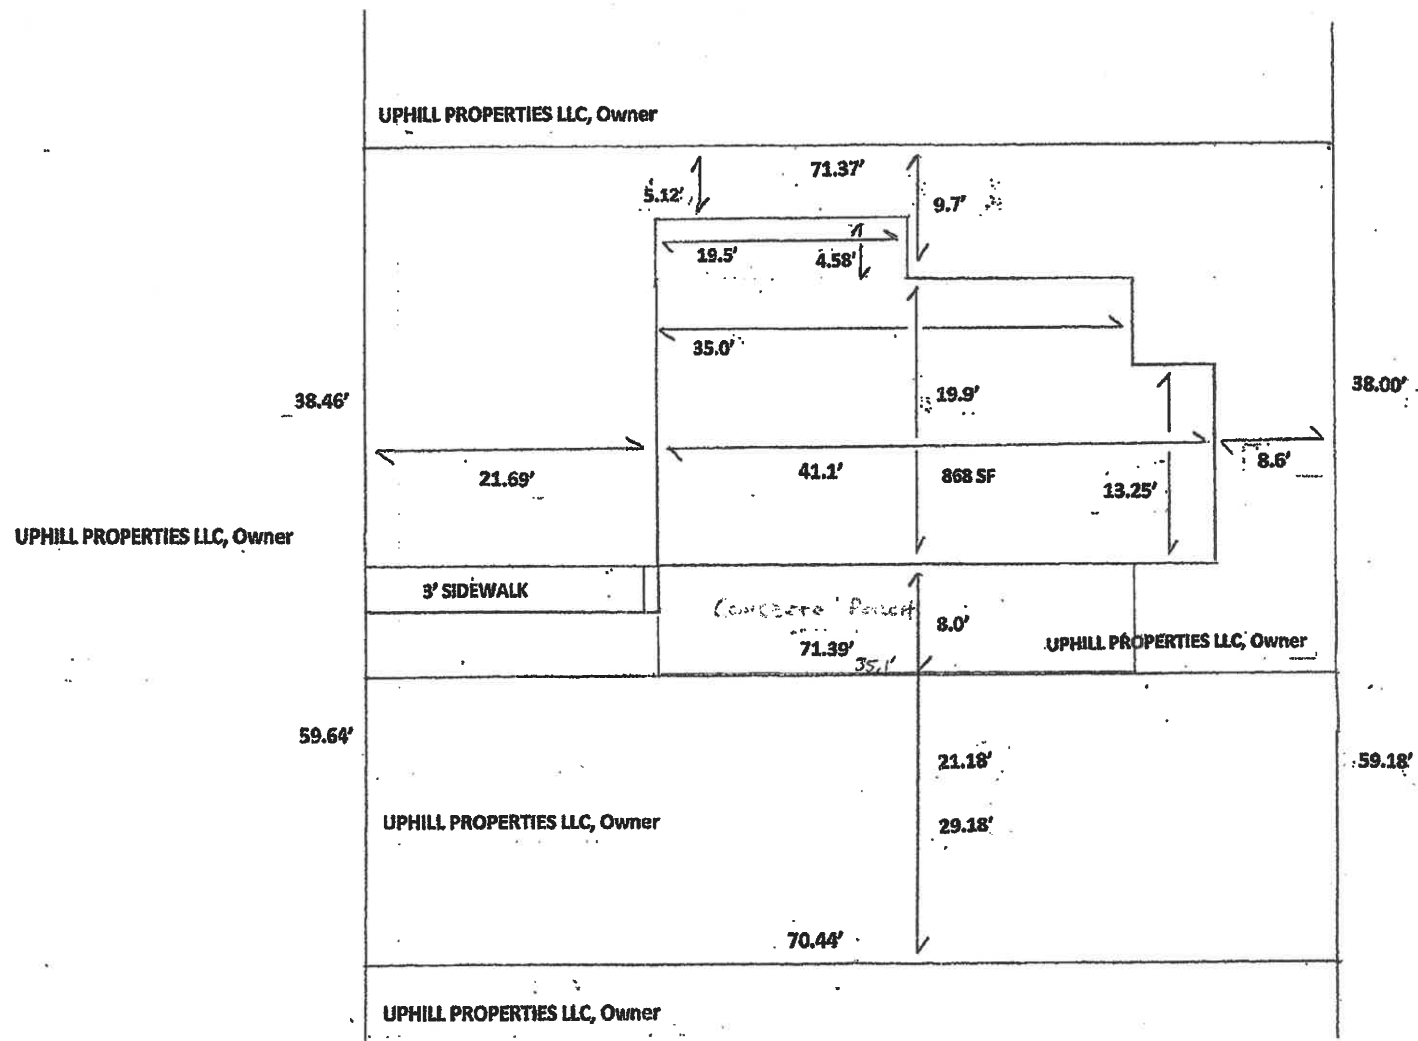 UPHILL PROPERTIES LLC, Owner
71.37'
5.12'
9.7'
19.5'
4.58'
35.0'
19.9'
38.46'
38.00'
21.69'
41.1'
868 SF
13.25'
8.6'
UPHILL PROPERTIES LLC, Owner
3' SIDEWALK
Concrete Porch
8.0'
71.39'
UPHILL PROPERTIES LLC, Owner
35.1'
59.64'
21.18'
59.18'
UPHILL PROPERTIES LLC, Owner
29.18'
70.44'
UPHILL PROPERTIES LLC, Owner